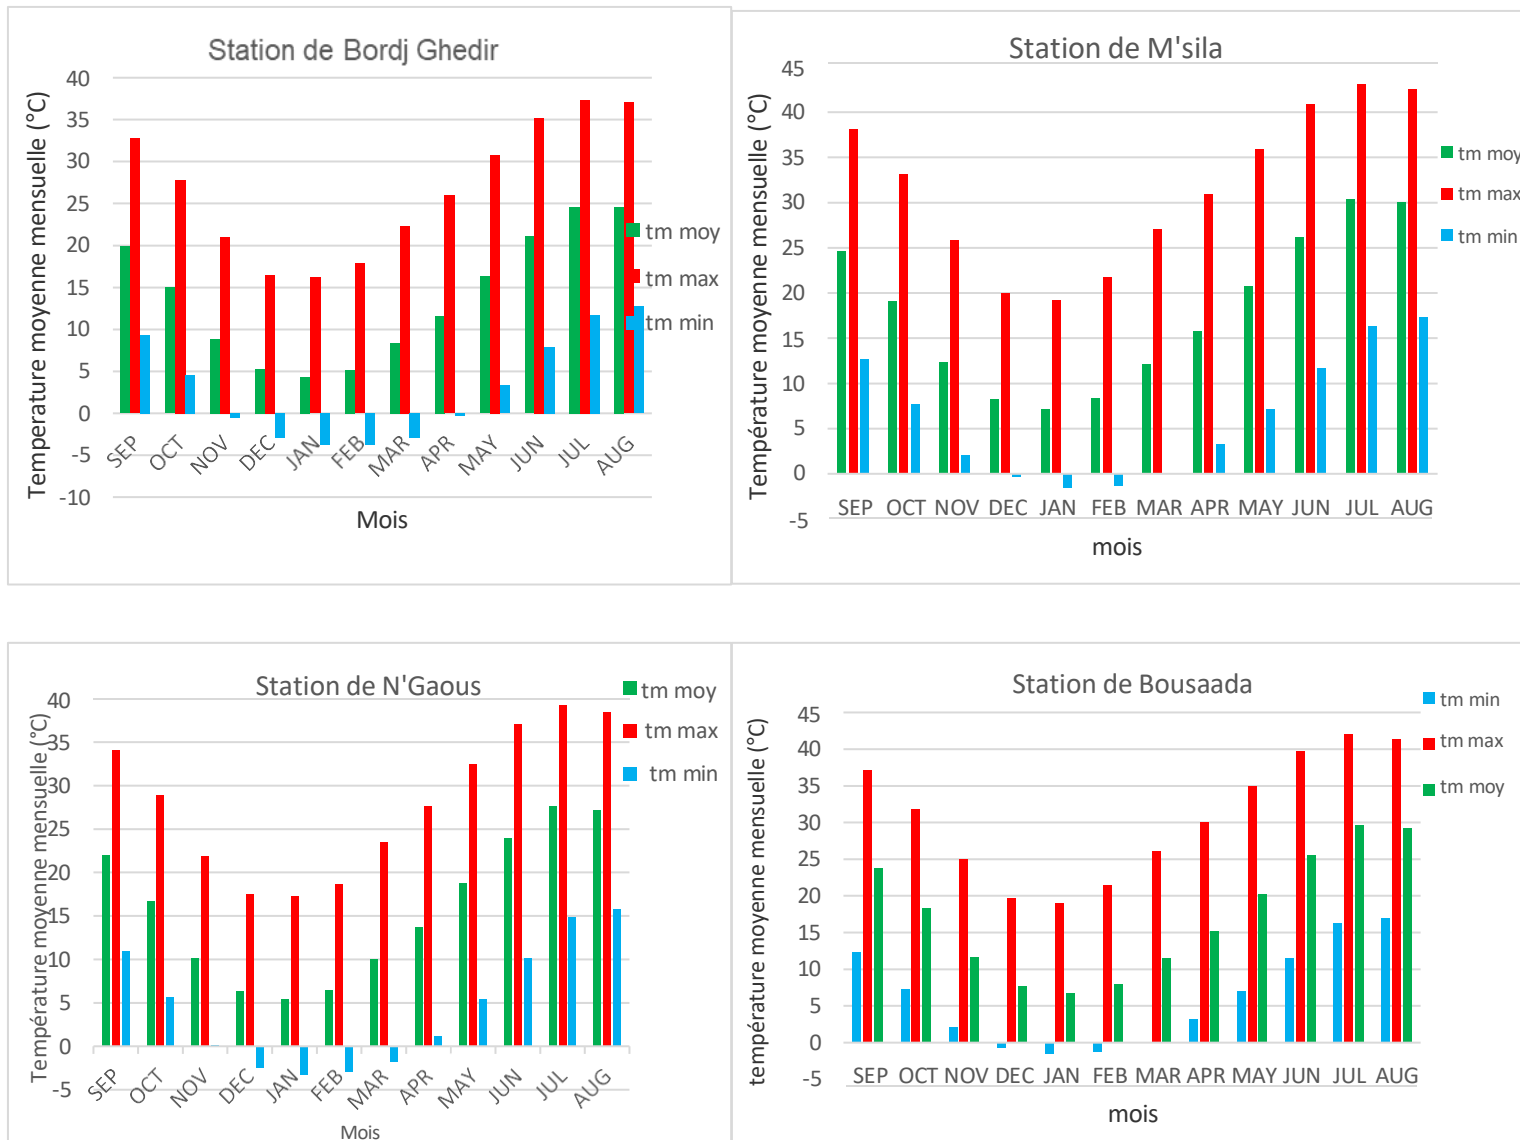 Station de Bordj Ghedir
Température moyenne mensuelle (°C)
40
35
30
25
20
15
10
5
0
-5
-10
SEP OCT NOV DEC JAN FEB MAR APR MAY JUN JUL AUG
Mois
tm moy
tm max
tm min
Station de M'sila
Température moyenne mensuelle (°C)
45
40
35
30
25
20
15
10
5
0
-5
SEP OCT NOV DEC JAN FEB MAR APR MAY JUN JUL AUG
mois
tm moy
tm max
tm min
Station de N'Gaous
Température moyenne mensuelle (°C)
40
35
30
25
20
15
10
5
0
-5
SEP OCT NOV DEC JAN FEB MAR APR MAY JUN JUL AUG
Mois
tm moy
tm max
tm min
Station de Bousaada
température moyenne mensuelle (°C)
45
40
35
30
25
20
15
10
5
0
-5
SEP OCT NOV DEC JAN FEB MAR APR MAY JUN JUL AUG
mois
tm min
tm max
tm moy